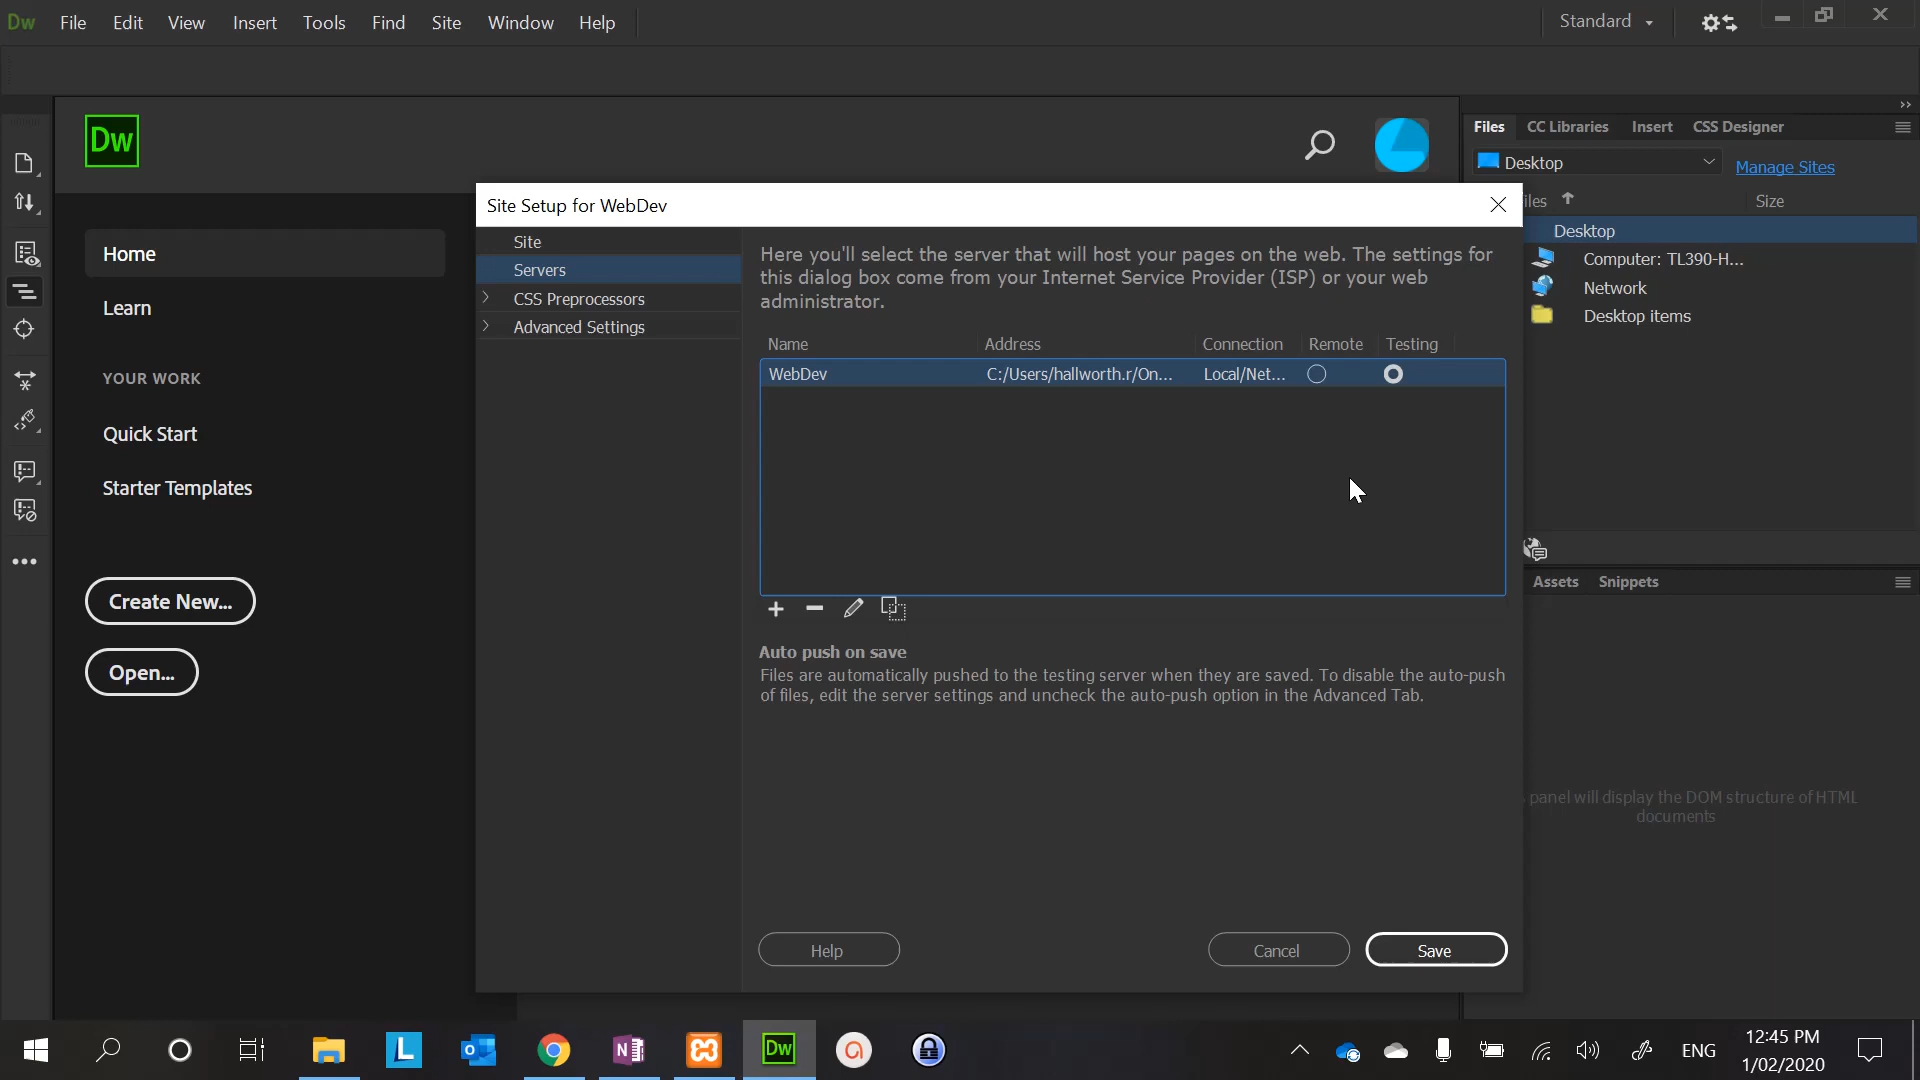 Dw File Edit View Insert Tools Find Site Window Help Standard
Dw
Files CC Libraries Insert CSS Designer
Desktop Manage Sites
iles Size
Desktop
Computer: TL390-H...
Network
Desktop items
Home
Learn
YOUR WORK
Quick Start
Starter Templates
Create New...
Open...
Site Setup for WebDev
Site
Servers
CSS Preprocessors
Advanced Settings
Here you'll select the server that will host your pages on the web. The settings for
this dialog box come from your Internet Service Provider (ISP) or your web
administrator.
Name Address Connection Remote Testing
WebDev C:/Users/hallworth.r/On... Local/Net...
Auto push on save
Files are automatically pushed to the testing server when they are saved. To disable the auto-push
of files, edit the server settings and uncheck the auto-push option in the Advanced Tab.
Help Cancel Save
Assets Snippets
panel will display the DOM structure of HTML
documents
L N Dw a
ENG
12:45 PM
1/02/2020